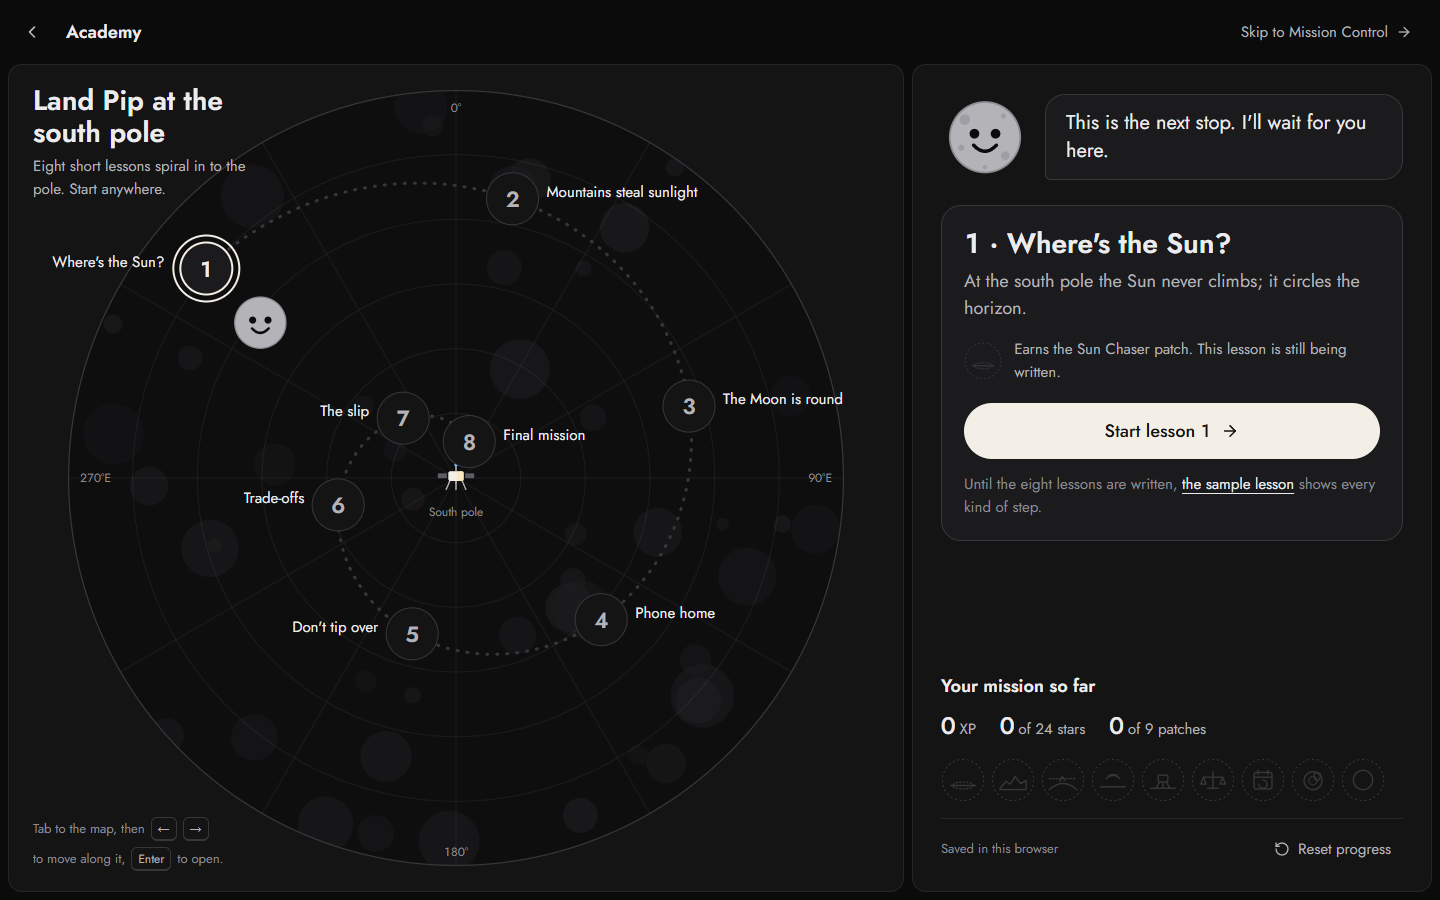 Academy
Skip to Mission Control →
Land Pip at the
south pole
Eight short lessons spiral in to the
pole. Start anywhere.
0°
2
Mountains steal sunlight
Where's the Sun?
1
The slip
7
8
Final mission
3
The Moon is round
270°E
90°E
Trade-offs
6
South pole
Don't tip over
5
4
Phone home
180°
Tab to the map, then ← →
to move along it, Enter to open.
This is the next stop. I'll wait for you
here.
1 · Where's the Sun?
At the south pole the Sun never climbs; it circles the
horizon.
Earns the Sun Chaser patch. This lesson is still being
written.
Start lesson 1 →
Until the eight lessons are written, the sample lesson shows every
kind of step.
Your mission so far
0 XP 0 of 24 stars 0 of 9 patches
Saved in this browser
Reset progress